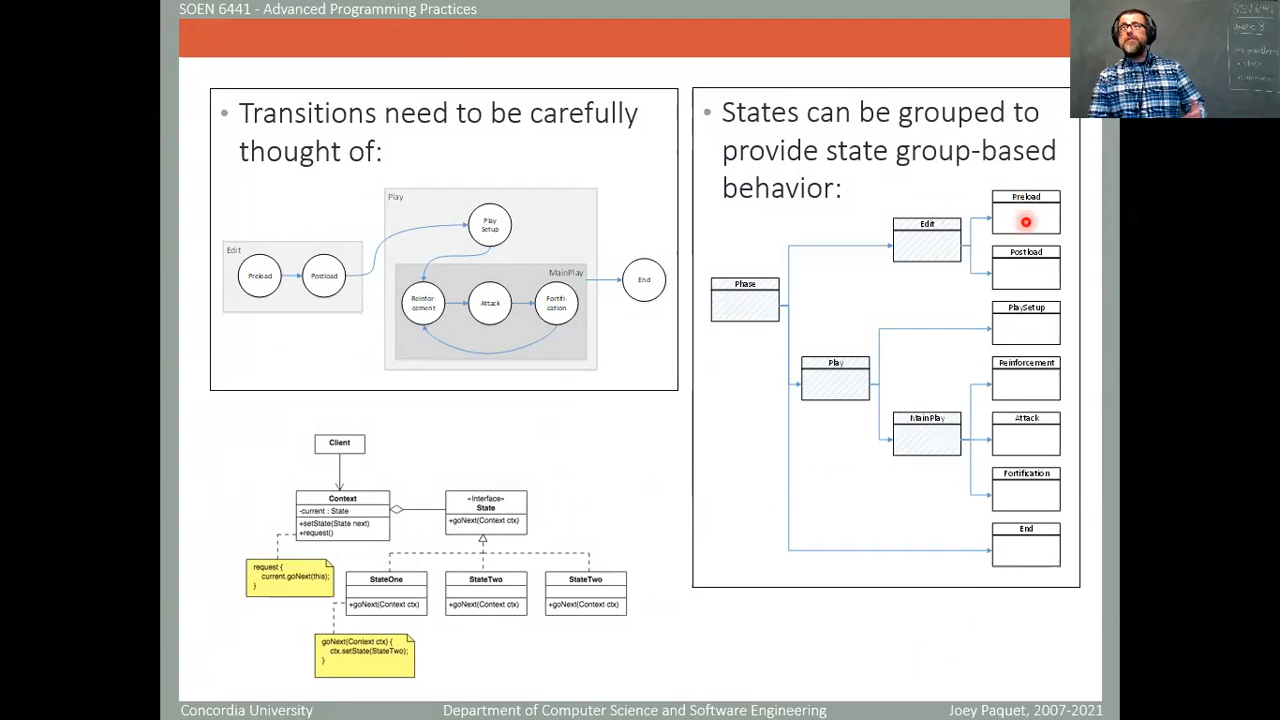 SOEN 6441 - Advanced Programming Practices
• Transitions need to be carefully
thought of:
Play
Play
Setup
Edit
Preload
Postload
MainPlay
Reinfor-
cement
Attack
Fortifi-
cation
End
Client
Context
-current : State
+setState(State next)
+request()
«Interface»
State
+goNext(Context ctx)
request {
current.goNext(this);
}
StateOne
+goNext(Context ctx)
StateTwo
+goNext(Context ctx)
StateTwo
+goNext(Context ctx)
goNext(Context ctx) {
ctx.setState(StateTwo);
}
• States can be grouped to
provide state group-based
behavior:
Preload
Edit
Postload
Phase
PlaySetup
Play
Reinforcement
MainPlay
Attack
Fortification
End
SOEN 6441
Concordia University
Department of Computer Science and Software Engineering
Joey Paquet, 2007-2021